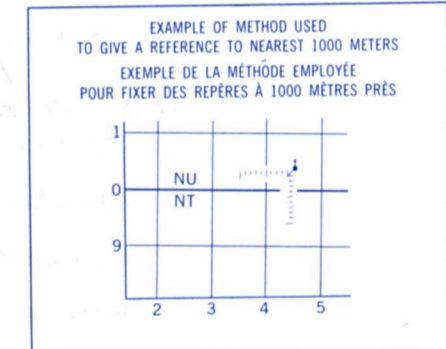 EXAMPLE OF METHOD USED
TO GIVE A REFERENCE TO NEAREST 1000 METERS
EXEMPLE DE LA MÉTHODE EMPLOYÉE
POUR FIXER DES REPÈRES À 1000 MÈTRES PRÈS
1
NU
0
NT
9
2 3 4 5